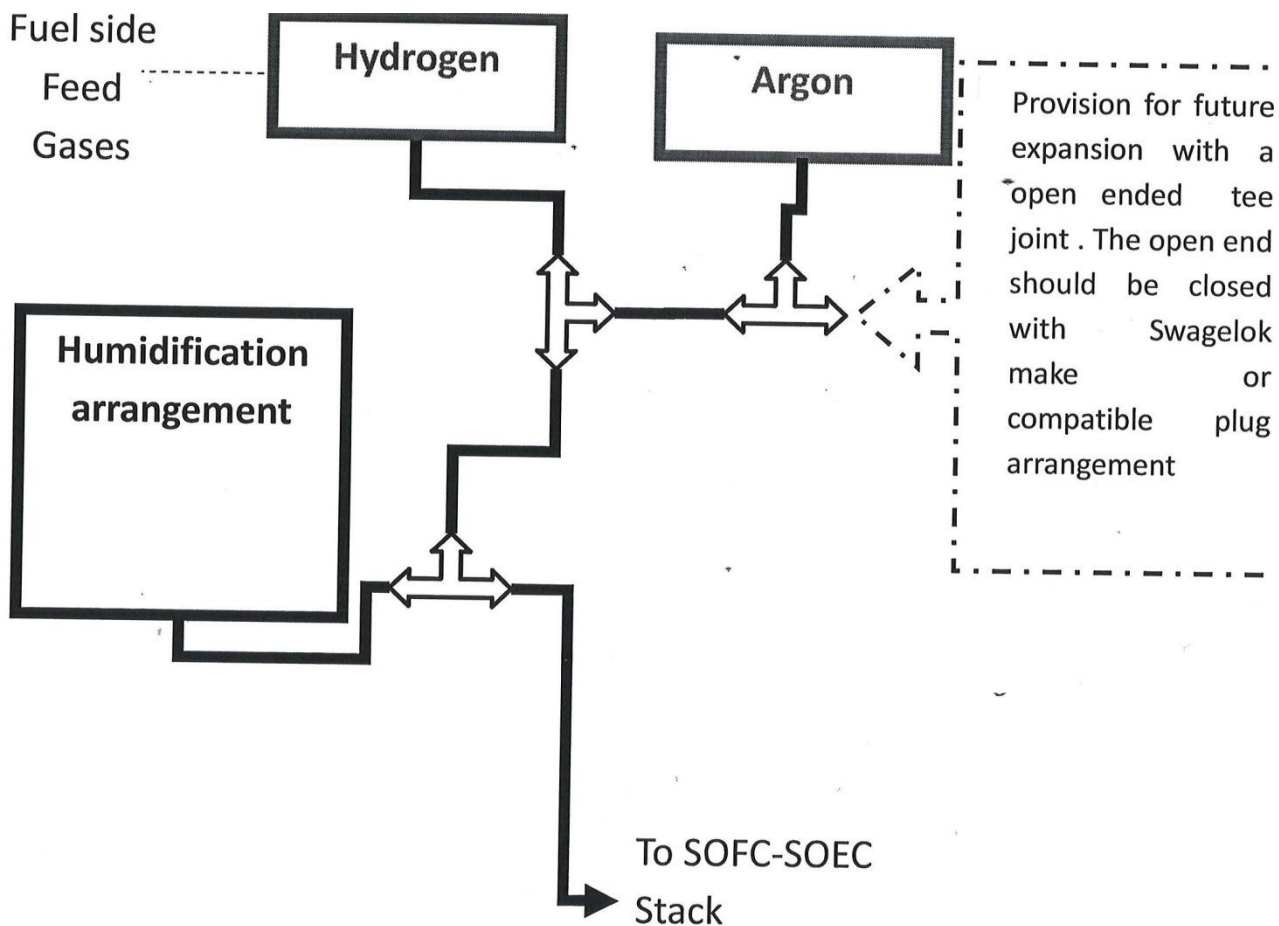 Fuel side
Feed
Gases
Hydrogen
Argon
Provision for future
expansion with a
open ended tee
joint . The open end
should be closed
with Swagelok
make or
compatible plug
arrangement
Humidification
arrangement
To SOFC-SOEC
Stack